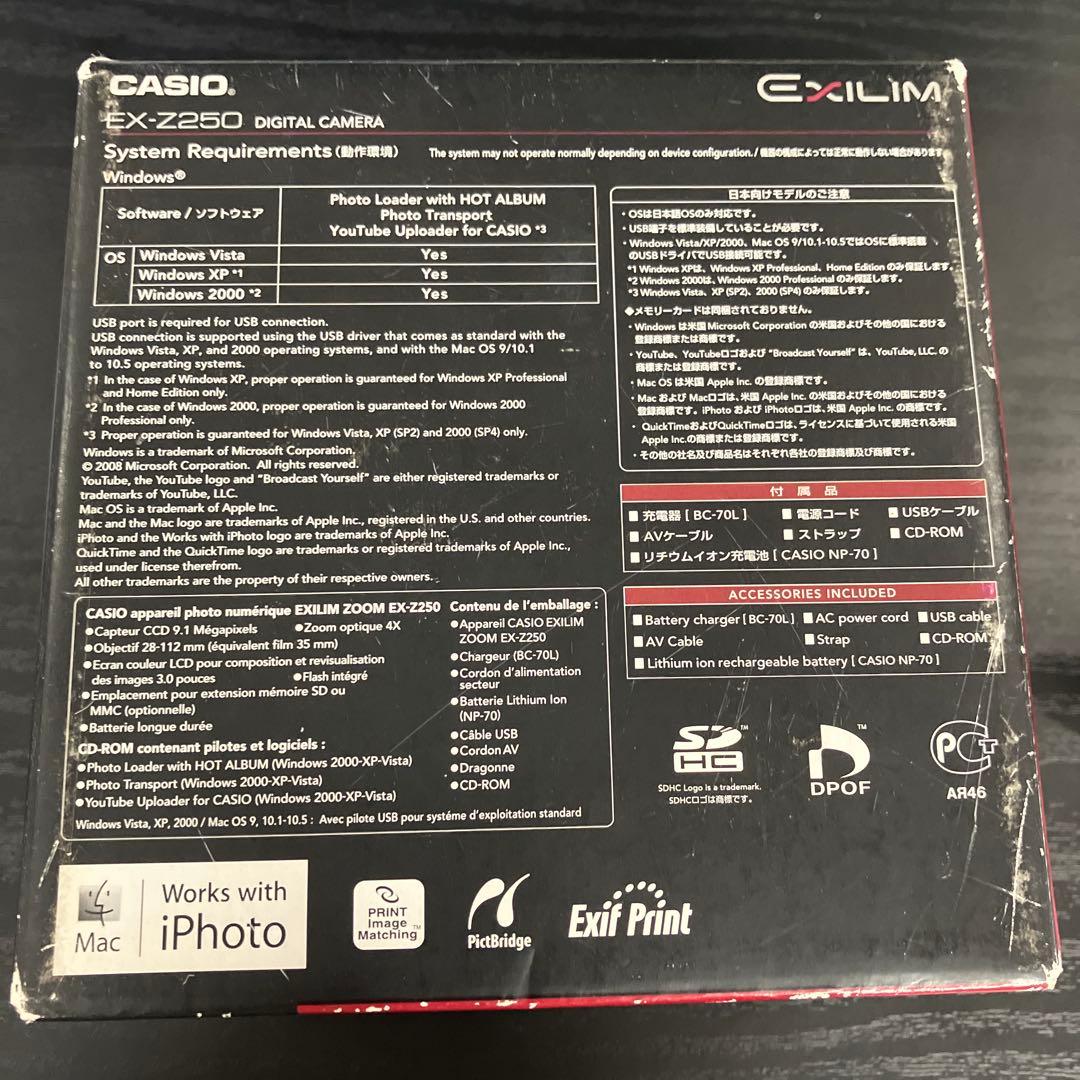 CASIO.
EXILIM
EX-Z250 DIGITAL CAMERA
System Requirements (動作環境)
The system may not operate normally depending on device configuration. / 機器の構成によっては正常に動作しない場合があります。
Windows®
Software / ソフトウェア
Photo Loader with HOT ALBUM
Photo Transport
YouTube Uploader for CASIO *3
OS
Windows Vista Yes
Windows XP *1 Yes
Windows 2000 *2 Yes
USB port is required for USB connection.
USB connection is supported using the USB driver that comes as standard with the
Windows Vista, XP, and 2000 operating systems, and with the Mac OS 9/10.1
to 10.5 operating systems.
*1 In the case of Windows XP, proper operation is guaranteed for Windows XP Professional
and Home Edition only.
*2 In the case of Windows 2000, proper operation is guaranteed for Windows 2000
Professional only.
*3 Proper operation is guaranteed for Windows Vista, XP (SP2) and 2000 (SP4) only.
Windows is a trademark of Microsoft Corporation.
© 2008 Microsoft Corporation. All rights reserved.
YouTube, the YouTube logo and "Broadcast Yourself" are either registered trademarks or
trademarks of YouTube, LLC.
Mac OS is a trademark of Apple Inc.
Mac and the Mac logo are trademarks of Apple Inc., registered in the U.S. and other countries.
iPhoto and the Works with iPhoto logo are trademarks of Apple Inc.
QuickTime and the QuickTime logo are trademarks or registered trademarks of Apple Inc.,
used under license therefrom.
All other trademarks are the property of their respective owners.
日本向けモデルのご注意
・OSは日本語OSのみ対応です。
・USB端子を標準装備していることが必要です。
・Windows Vista/XP/2000、Mac OS 9/10.1-10.5ではOSに標準搭載
のUSBドライバでUSB接続可能です。
*1 Windows XPは、Windows XP Professional、Home Edition のみ保証します。
*2 Windows 2000は、Windows 2000 Professional のみ保証します。
*3 Windows Vista、XP (SP2)、2000 (SP4) のみ保証します。
◆メモリーカードは同梱されておりません。
・Windows は米国 Microsoft Corporation の米国およびその他の国における
登録商標または商標です。
・YouTube、YouTubeロゴおよび "Broadcast Yourself" は、YouTube, LLC. の
商標または登録商標です。
・Mac OS は米国 Apple Inc. の登録商標です。
・Mac および Macロゴは、米国 Apple Inc. の米国およびその他の国における
登録商標です。iPhoto および iPhotoロゴは、米国 Apple Inc. の商標です。
・QuickTimeおよびQuickTimeロゴは、ライセンスに基づいて使用される米国
Apple Inc.の商標または登録商標です。
・その他の社名及び商品名はそれぞれ各社の登録商標及び商標です。
付属品
■ 充電器 [ BC-70L ] ■ 電源コード ■ USBケーブル
■ AVケーブル ■ ストラップ ■ CD-ROM
■ リチウムイオン充電池 [ CASIO NP-70 ]
ACCESSORIES INCLUDED
■ Battery charger [ BC-70L ] ■ AC power cord ■ USB cable
■ AV Cable ■ Strap ■ CD-ROM
■ Lithium ion rechargeable battery [ CASIO NP-70 ]
CASIO appareil photo numérique EXILIM ZOOM EX-Z250
●Capteur CCD 9.1 Mégapixels ●Zoom optique 4X
●Objectif 28-112 mm (équivalent film 35 mm)
●Ecran couleur LCD pour composition et revisualisation
des images 3.0 pouces ●Flash intégré
●Emplacement pour extension mémoire SD ou
MMC (optionnelle)
●Batterie longue durée
CD-ROM contenant pilotes et logiciels :
●Photo Loader with HOT ALBUM (Windows 2000-XP-Vista)
●Photo Transport (Windows 2000-XP-Vista)
●YouTube Uploader for CASIO (Windows 2000-XP-Vista)
Windows Vista, XP, 2000 / Mac OS 9, 10.1-10.5 : Avec pilote USB pour systéme d'exploitation standard
Contenu de l'emballage :
●Appareil CASIO EXILIM
ZOOM EX-Z250
●Chargeur (BC-70L)
●Cordon d'alimentation
secteur
●Batterie Lithium Ion
(NP-70)
●Câble USB
●Cordon AV
●Dragonne
●CD-ROM
SD HC ™
SDHC Logo is a trademark.
SDHCロゴは商標です。
DPOF ™
РСТ
АЯ46
Mac
Works with
iPhoto
PRINT
Image
Matching ™
PictBridge
Exif Print